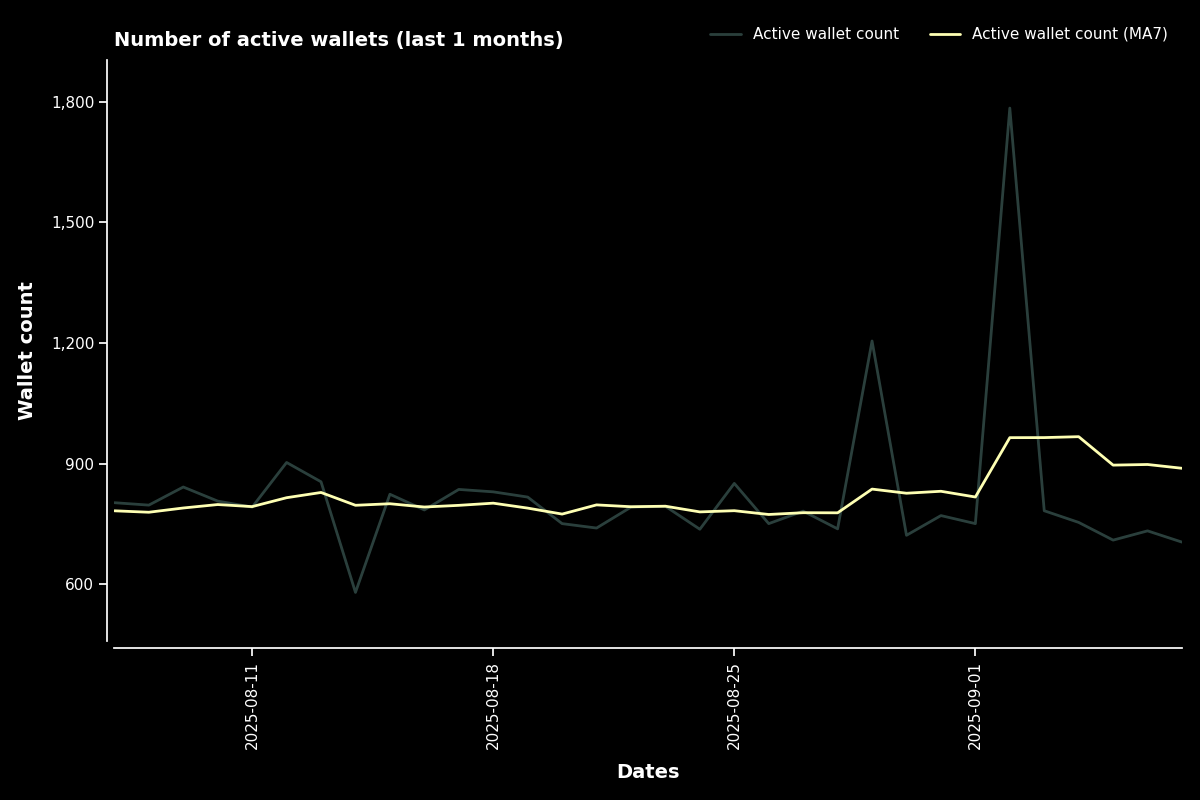 Number of active wallets (last 1 months)
Active wallet count
Active wallet count (MA7)
Wallet count
1,800
1,500
1,200
900
600
2025-08-11
2025-08-18
2025-08-25
2025-09-01
Dates